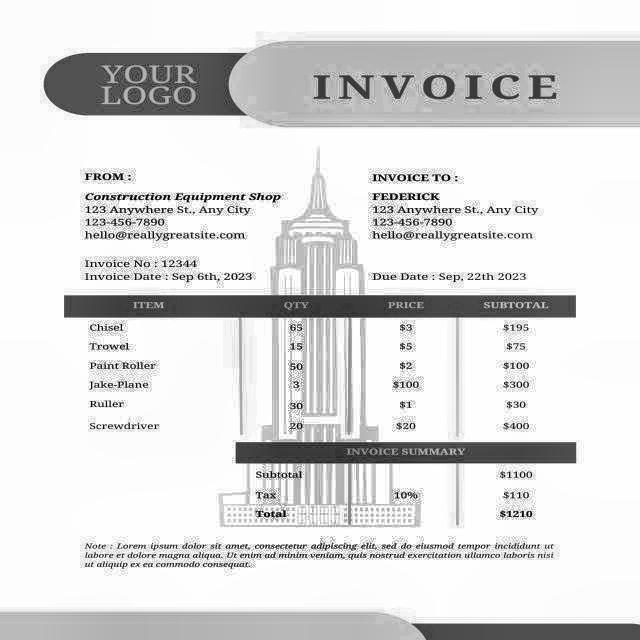 YOUR
LOGO
INVOICE
FROM :
Construction Equipment Shop
123 Anywhere St., Any City
123-456-7890
hello@reallygreatsite.com
INVOICE TO :
FEDERICK
123 Anywhere St., Any City
123-456-7890
hello@reallygreatsite.com
Invoice No : 12344
Invoice Date : Sep 6th, 2023
Due Date : Sep, 22th 2023
ITEM QTY PRICE SUBTOTAL
Chisel 65 $3 $195
Trowel 15 $5 $75
Paint Roller 50 $2 $100
Jake-Plane 3 $100 $300
Ruller 30 $1 $30
Screwdriver 20 $20 $400
INVOICE SUMMARY
Subtotal $1100
Tax 10% $110
Total $1210
Note : Lorem ipsum dolor sit amet, consectetur adipiscing elit, sed do eiusmod tempor incididunt ut
labore et dolore magna aliqua. Ut enim ad minim veniam, quis nostrud exercitation ullamco laboris nisi
ut aliquip ex ea commodo consequat.